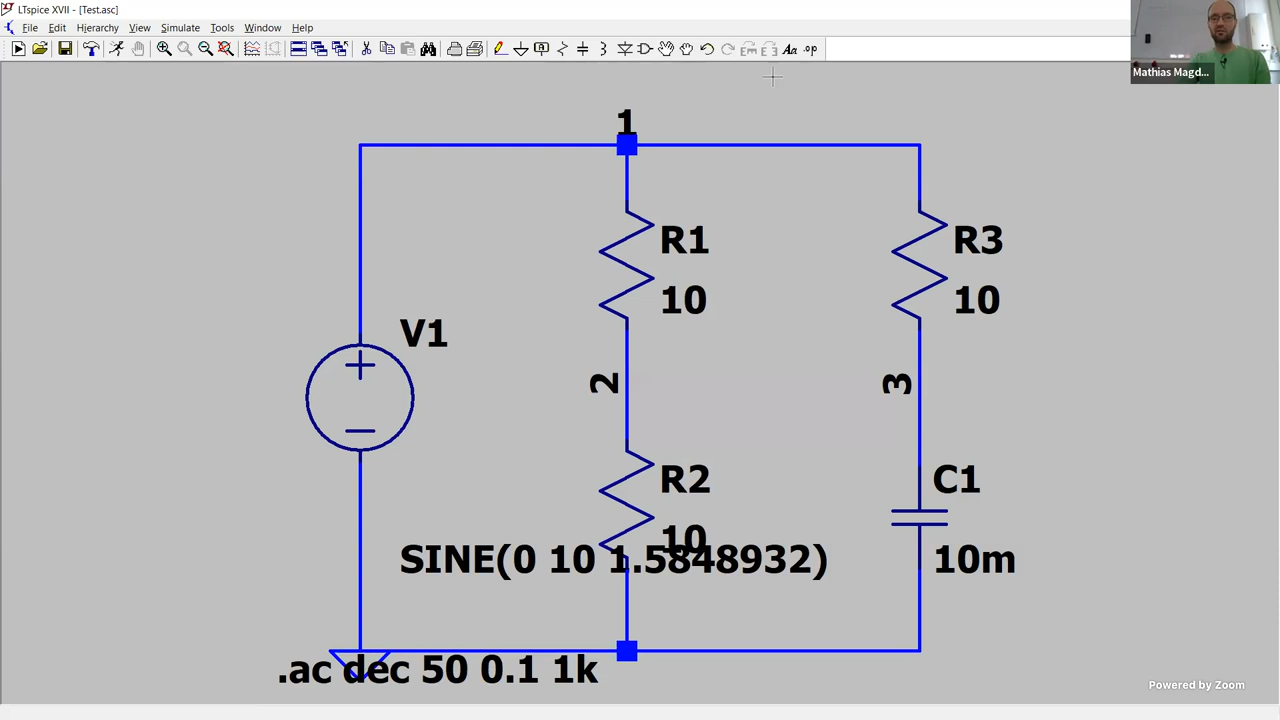 LTspice XVII - [Test.asc]
File Edit Hierarchy View Simulate Tools Window Help
Aa .op
Mathias Magd...
1
R1
10
R3
10
V1
2
3
R2
10
C1
10m
SINE(0 10 1.5848932)
.ac dec 50 0.1 1k
Powered by Zoom